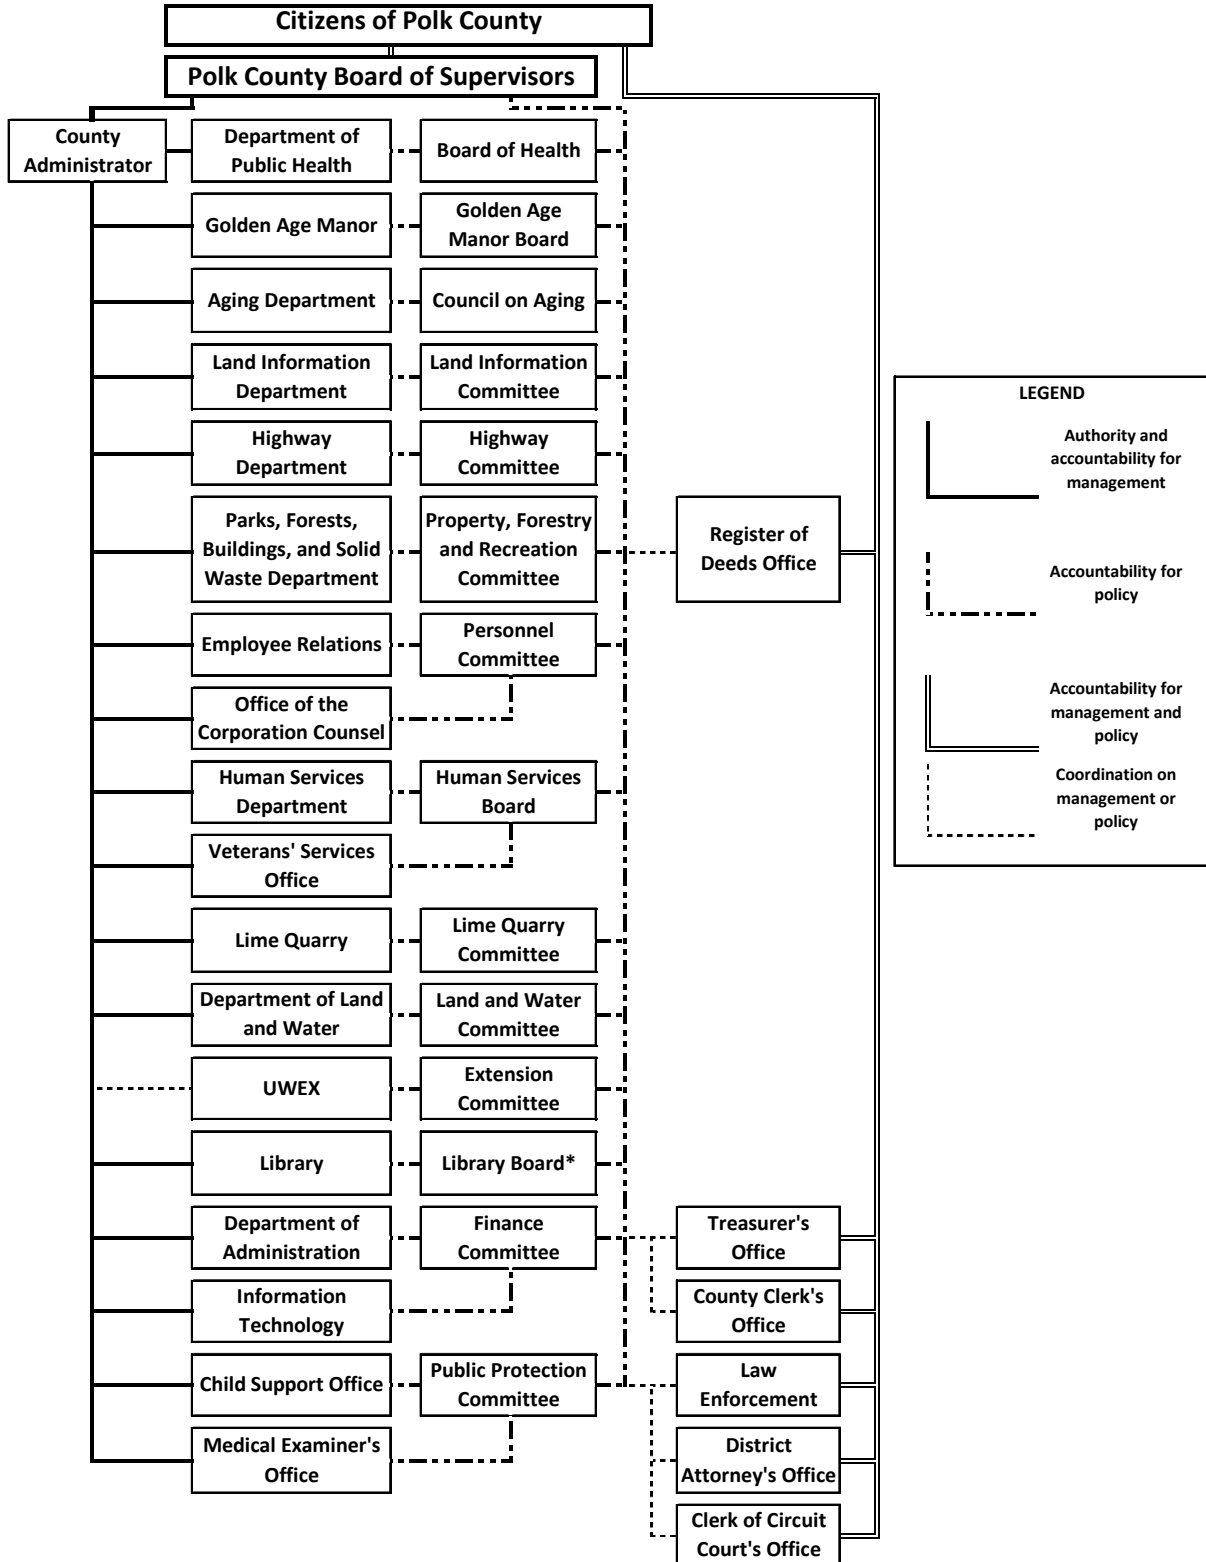 Citizens of Polk County
Polk County Board of Supervisors
County
Administrator
Department of
Public Health
Board of Health
Golden Age Manor
Golden Age
Manor Board
Aging Department
Council on Aging
Land Information
Department
Land Information
Committee
Highway
Department
Highway
Committee
Parks, Forests,
Buildings, and Solid
Waste Department
Property, Forestry
and Recreation
Committee
Register of
Deeds Office
Employee Relations
Personnel
Committee
Office of the
Corporation Counsel
Human Services
Department
Human Services
Board
Veterans' Services
Office
Lime Quarry
Lime Quarry
Committee
Department of Land
and Water
Land and Water
Committee
UWEX
Extension
Committee
Library
Library Board*
Department of
Administration
Finance
Committee
Treasurer's
Office
Information
Technology
County Clerk's
Office
Child Support Office
Public Protection
Committee
Law
Enforcement
Medical Examiner's
Office
District
Attorney's Office
Clerk of Circuit
Court's Office
LEGEND
Authority and
accountability for
management
Accountability for
policy
Accountability for
management and
policy
Coordination on
management or
policy